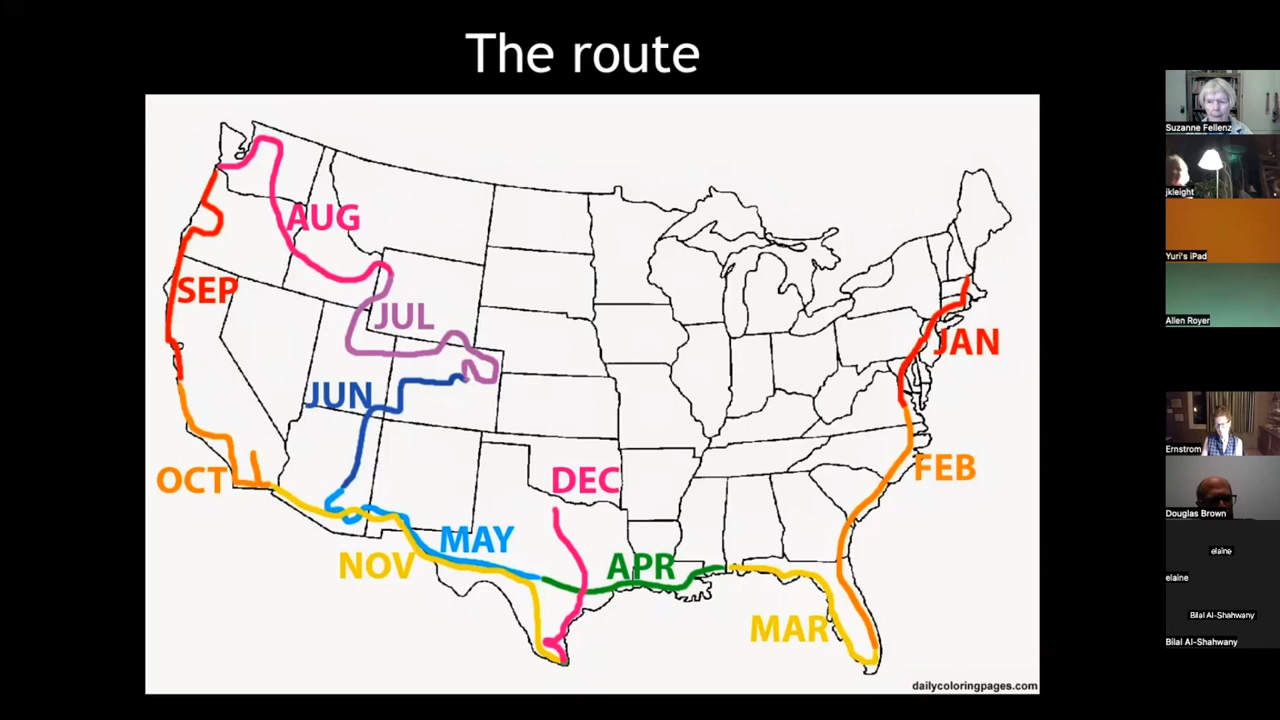 The route
AUG
SEP
JUL
JAN
JUN
OCT
DEC
FEB
MAY
NOV
APR
MAR
dailycoloringpages.com
Suzanne Fellenz
jkleight
Yuri's iPad
Allen Royer
Ernstrom
Douglas Brown
elaine
elaine
Bilal Al-Shahwany
Bilal Al-Shahwany